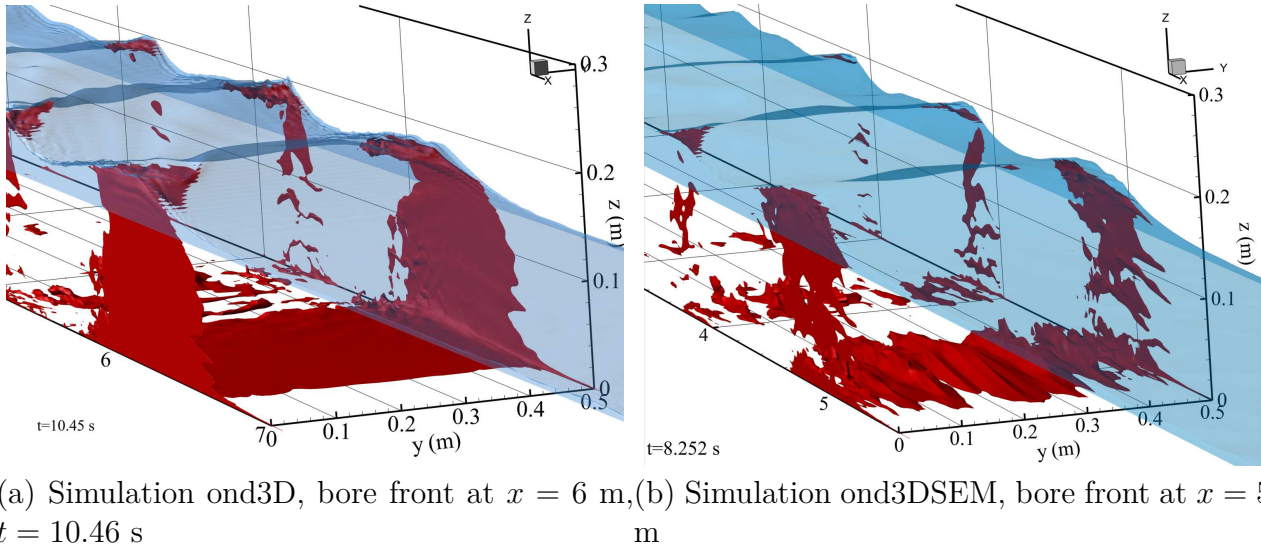 Z
X
0.3
0.2
z (m)
0.1
0
0.5
0.4
0.3
0.2
0.1
y (m)
70
6
t=10.45 s
Z
Y
X
0.3
0.2
z (m)
0.1
0
0.5
0.4
0.3
0.2
0.1
0
y (m)
4
5
t=8.252 s
(a) Simulation ond3D, bore front at x = 6 m, (b) Simulation ond3DSEM, bore front at x = 5
t = 10.46 s m